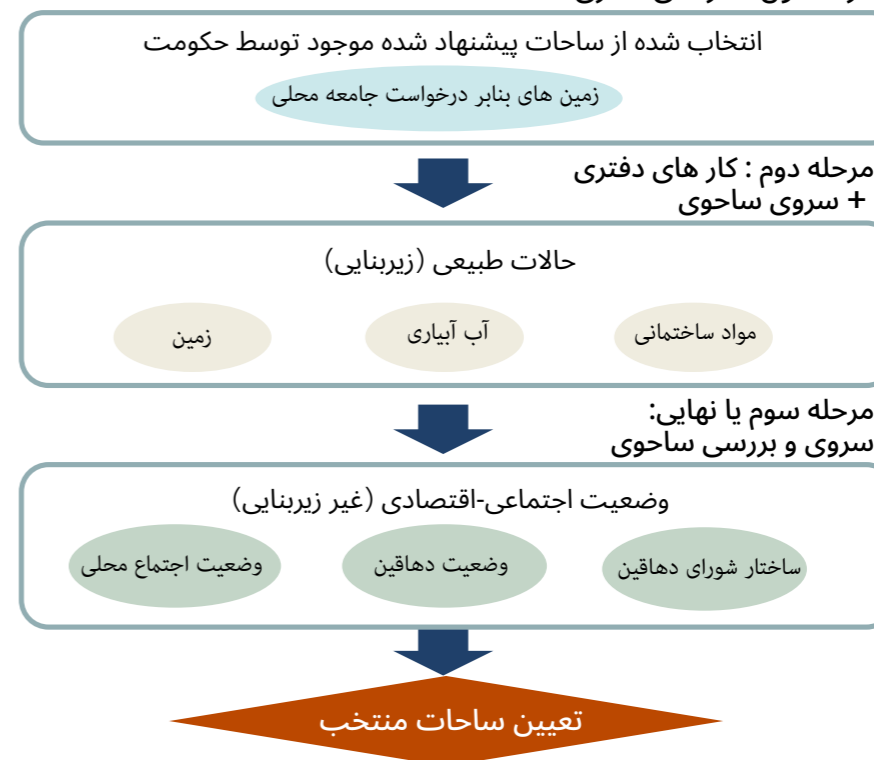 انتخاب شده از ساحات پیشنهاد شده موجود توسط حکومت
زمین های بنابر درخواست جامعه محلی
مرحله دوم : کار های دفتری
+ سروی ساحوی
حالات طبیعی (زیربنایی)
مواد ساختمانی
آب آبیاری
زمین
مرحله سوم یا نهایی:
سروی و بررسی ساحوی
وضعیت اجتماعی-اقتصادی (غیر زیربنایی)
ساختار شورای دهاقین
وضعیت دهاقین
وضعیت اجتماع محلی
تعیین ساحات منتخب